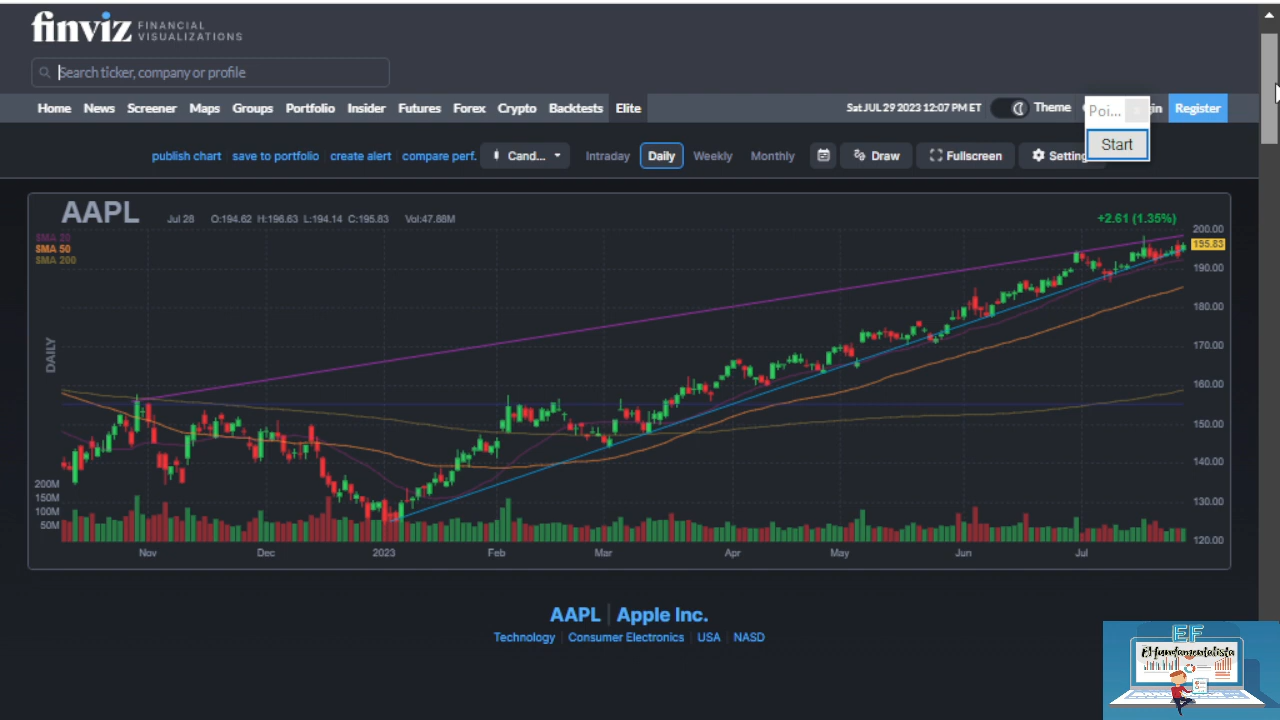 finviz FINANCIAL VISUALIZATIONS
Search ticker, company or profile
Home News Screener Maps Groups Portfolio Insider Futures Forex Crypto Backtests Elite Sat JUL 29 2023 12:07 PM ET Theme Register
Poi...
Start
publish chart save to portfolio create alert compare perf. Cand... Intraday Daily Weekly Monthly Draw Fullscreen
AAPL Jul 28 O:194.62 H:196.63 L:194.14 C:195.83 Vol:47.88M +2.61 (1.35%)
SMA 20
SMA 50
SMA 200
200.00
195.83
190.00
180.00
170.00
160.00
150.00
140.00
130.00
120.00
DAILY
200M
150M
100M
50M
Nov Dec 2023 Feb Mar Apr May Jun Jul
AAPL | Apple Inc.
Technology | Consumer Electronics | USA | NASD
EF
El fundamentalista